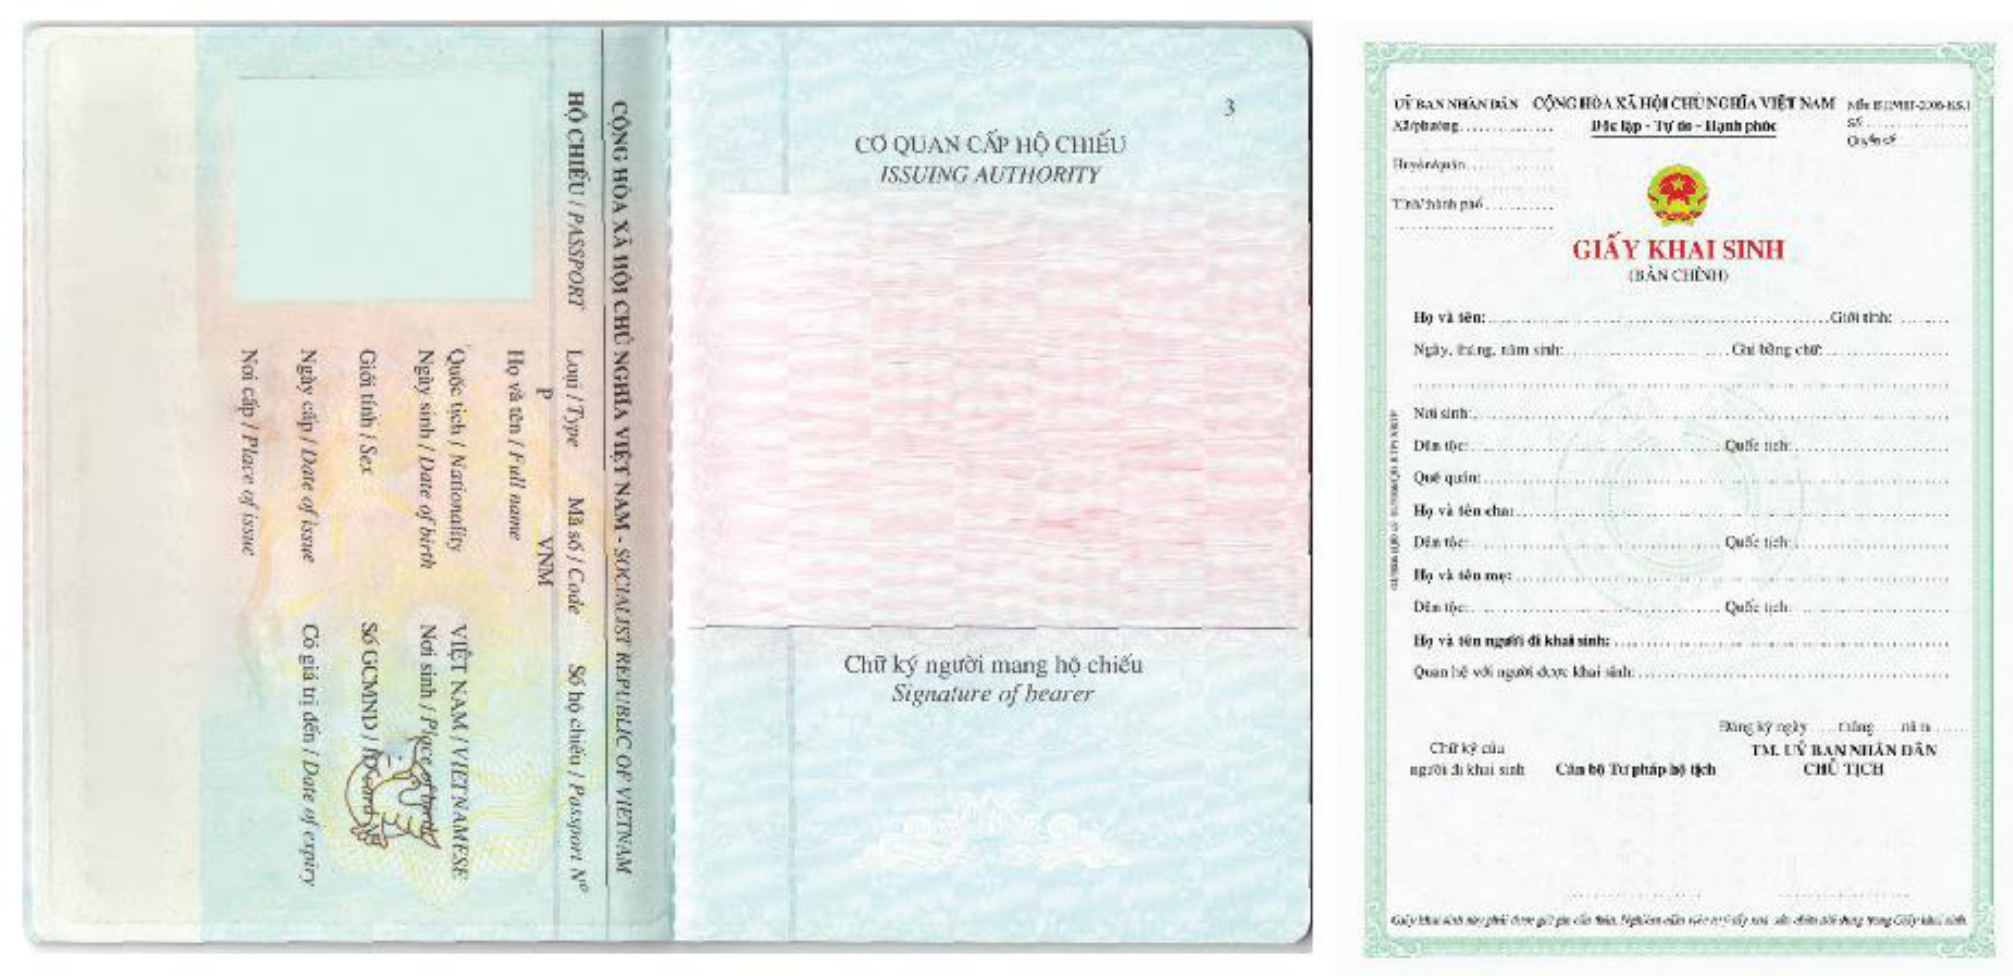 CỘNG HÒA XÃ HỘI CHỦ NGHĨA VIỆT NAM - SOCIALIST REPUBLIC OF VIETNAM
HỘ CHIẾU / PASSPORT Loại / Type Mã số / Code Số hộ chiếu / Passport Nº
P VNM
Họ và tên / Full name
Quốc tịch / Nationality VIỆT NAM / VIETNAMESE
Ngày sinh / Date of birth Nơi sinh / Place of birth
Giới tính / Sex Số GCMND / ID Card Nº
Ngày cấp / Date of issue Có giá trị đến / Date of expiry
Nơi cấp / Place of issue
3
CƠ QUAN CẤP HỘ CHIẾU
ISSUING AUTHORITY
Chữ ký người mang hộ chiếu
Signature of bearer
UỶ BAN NHÂN DÂN CỘNG HÒA XÃ HỘI CHỦ NGHĨA VIỆT NAM
Xã/phường Độc lập - Tự do - Hạnh phúc Số
Quyển số
Huyện/quận
Tỉnh/thành phố
GIẤY KHAI SINH
(BẢN CHÍNH)
Họ và tên: Giới tính:
Ngày, tháng, năm sinh: Ghi bằng chữ:
Nơi sinh:
Dân tộc: Quốc tịch:
Quê quán:
Họ và tên cha:
Dân tộc: Quốc tịch:
Họ và tên mẹ:
Dân tộc: Quốc tịch:
Họ và tên người đi khai sinh:
Quan hệ với người được khai sinh:
Đăng ký ngày tháng năm
Chữ ký của TM. UỶ BAN NHÂN DÂN
người đi khai sinh Cán bộ Tư pháp hộ tịch CHỦ TỊCH